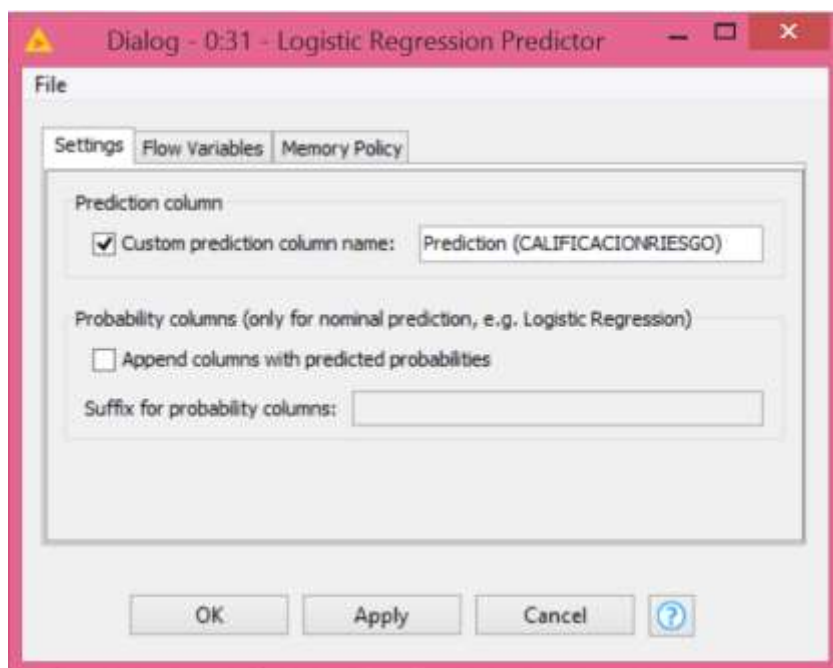 Dialog - 0:31 - Logistic Regression Predictor
File
Settings Flow Variables Memory Policy
Prediction column
Custom prediction column name: Prediction (CALIFICACIONRIESGO)
Probability columns (only for nominal prediction, e.g. Logistic Regression)
Append columns with predicted probabilities
Suffix for probability columns:
OK Apply Cancel ?